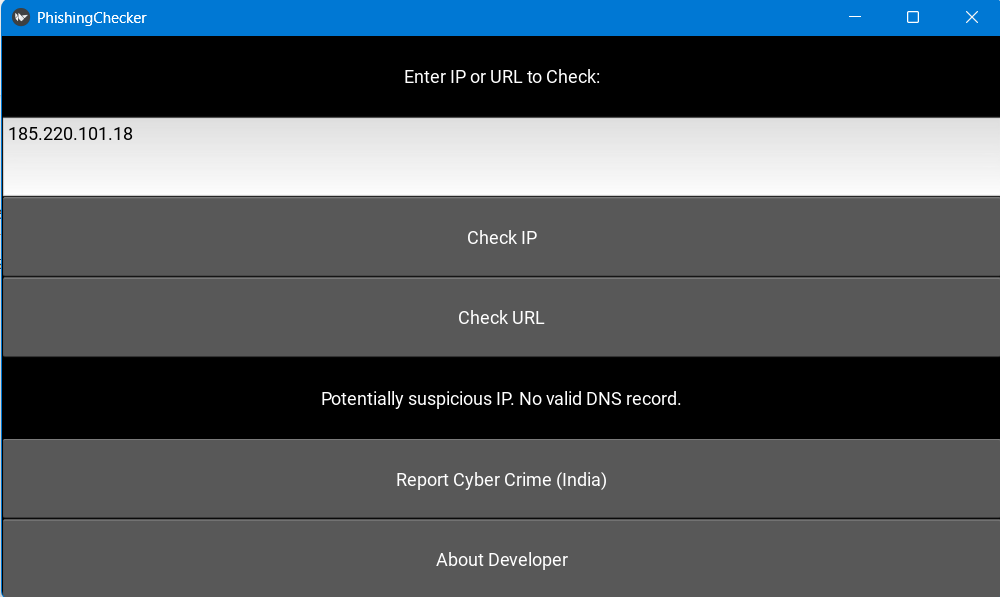 PhishingChecker
Enter IP or URL to Check:
185.220.101.18
Check IP
Check URL
Potentially suspicious IP. No valid DNS record.
Report Cyber Crime (India)
About Developer